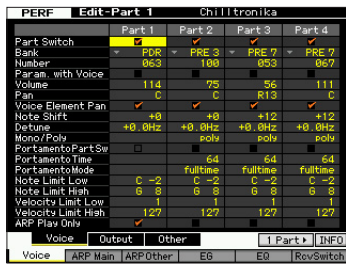 PERF Edit-Part 1 Chilltronika
Part 1 Part 2 Part 3 Part 4
Part Switch
Bank PDR PRE 3 PRE 7 PRE 7
Number 063 100 053 067
Param. with Voice
Volume 114 75 56 111
Pan C C R13 C
Voice Element Pan
Note Shift +0 +0 +12 +12
Detune +0.0Hz +0.0Hz +0.0Hz +0.0Hz
Mono/Poly poly poly poly
PortamentoPartSw
PortamentoTime 64 64 64
PortamentoMode fulltime fulltime fulltime
Note Limit Low C -2 C -2 C -2 C -2
Note Limit High G 8 G 8 G 8 G 8
Velocity Limit Low 1 1 1 1
Velocity Limit High 127 127 127 127
ARP Play Only
Voice Output Other 1 Part INFO
Voice ARP Main ARP Other EG EQ RcvSwitch